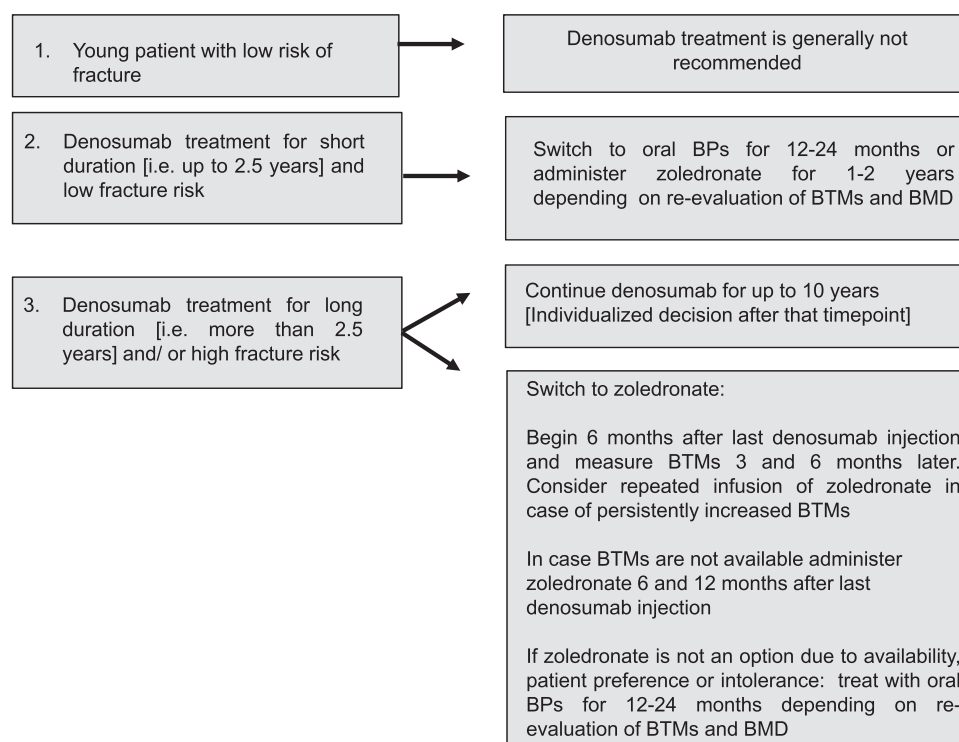 1. Young patient with low risk of
fracture
Denosumab treatment is generally not
recommended
2. Denosumab treatment for short
duration [i.e. up to 2.5 years] and
low fracture risk
Switch to oral BPs for 12-24 months or
administer zoledronate for 1-2 years
depending on re-evaluation of BTMs and BMD
3. Denosumab treatment for long
duration [i.e. more than 2.5
years] and/ or high fracture risk
Continue denosumab for up to 10 years
[Individualized decision after that timepoint]
Switch to zoledronate:
Begin 6 months after last denosumab injection
and measure BTMs 3 and 6 months later.
Consider repeated infusion of zoledronate in
case of persistently increased BTMs
In case BTMs are not available administer
zoledronate 6 and 12 months after last
denosumab injection
If zoledronate is not an option due to availability,
patient preference or intolerance: treat with oral
BPs for 12-24 months depending on re-
evaluation of BTMs and BMD